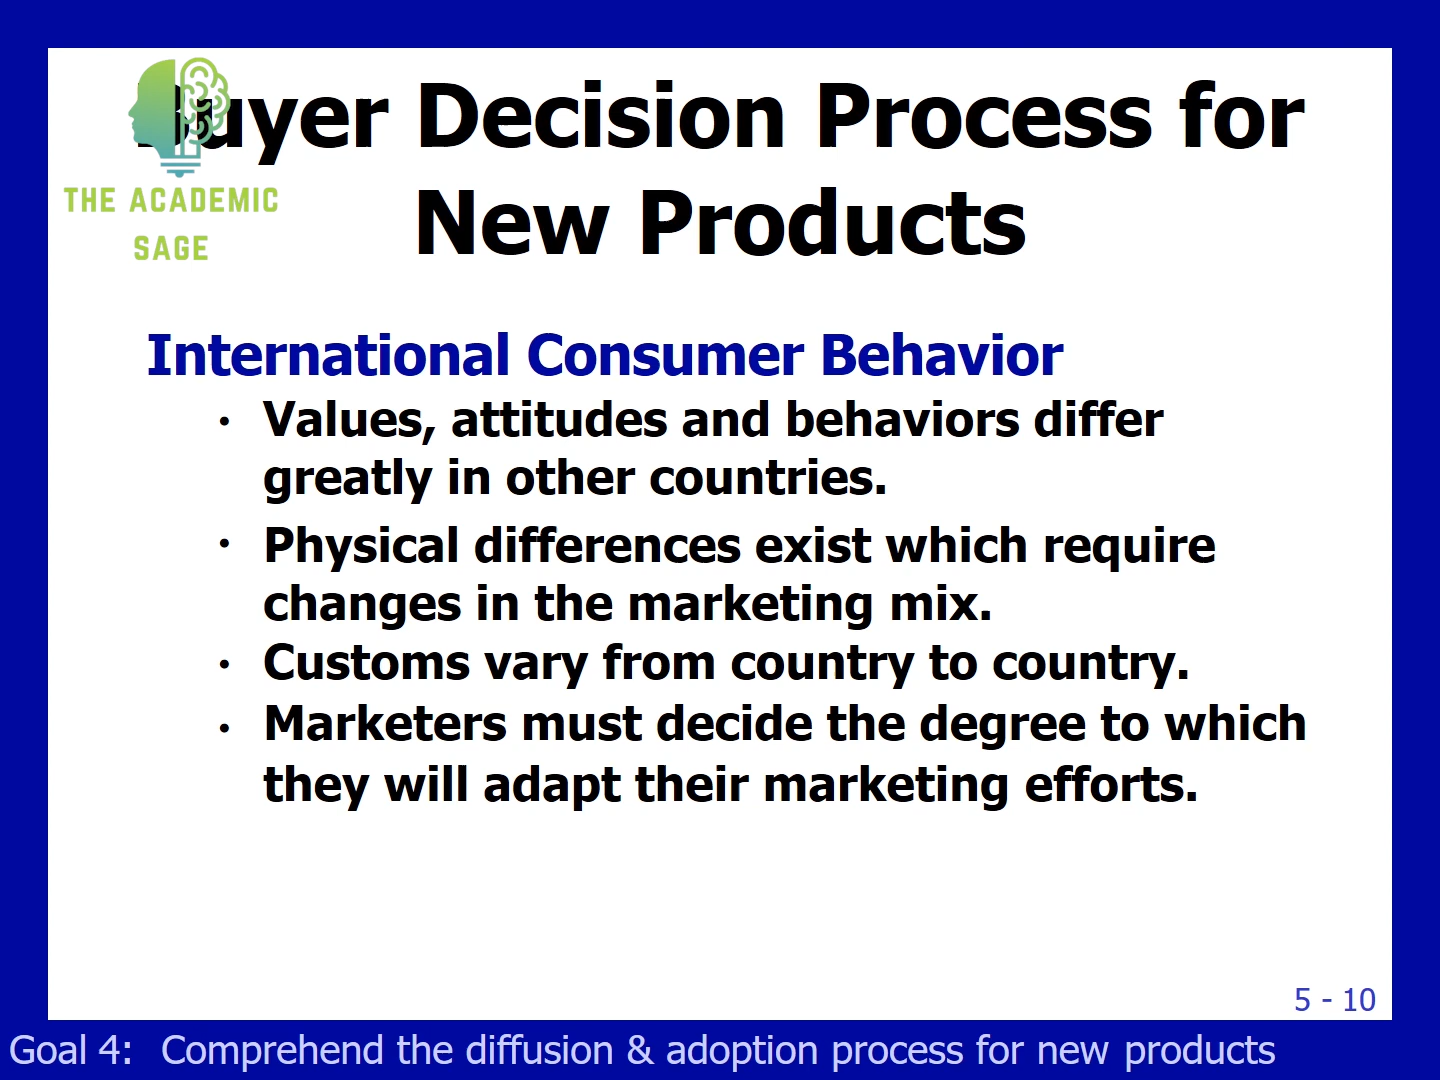 Buyer Decision Process for
New Products
THE ACADEMIC
SAGE
International Consumer Behavior
• Values, attitudes and behaviors differ
greatly in other countries.
• Physical differences exist which require
changes in the marketing mix.
• Customs vary from country to country.
• Marketers must decide the degree to which
they will adapt their marketing efforts.
5 - 10
Goal 4: Comprehend the diffusion & adoption process for new products